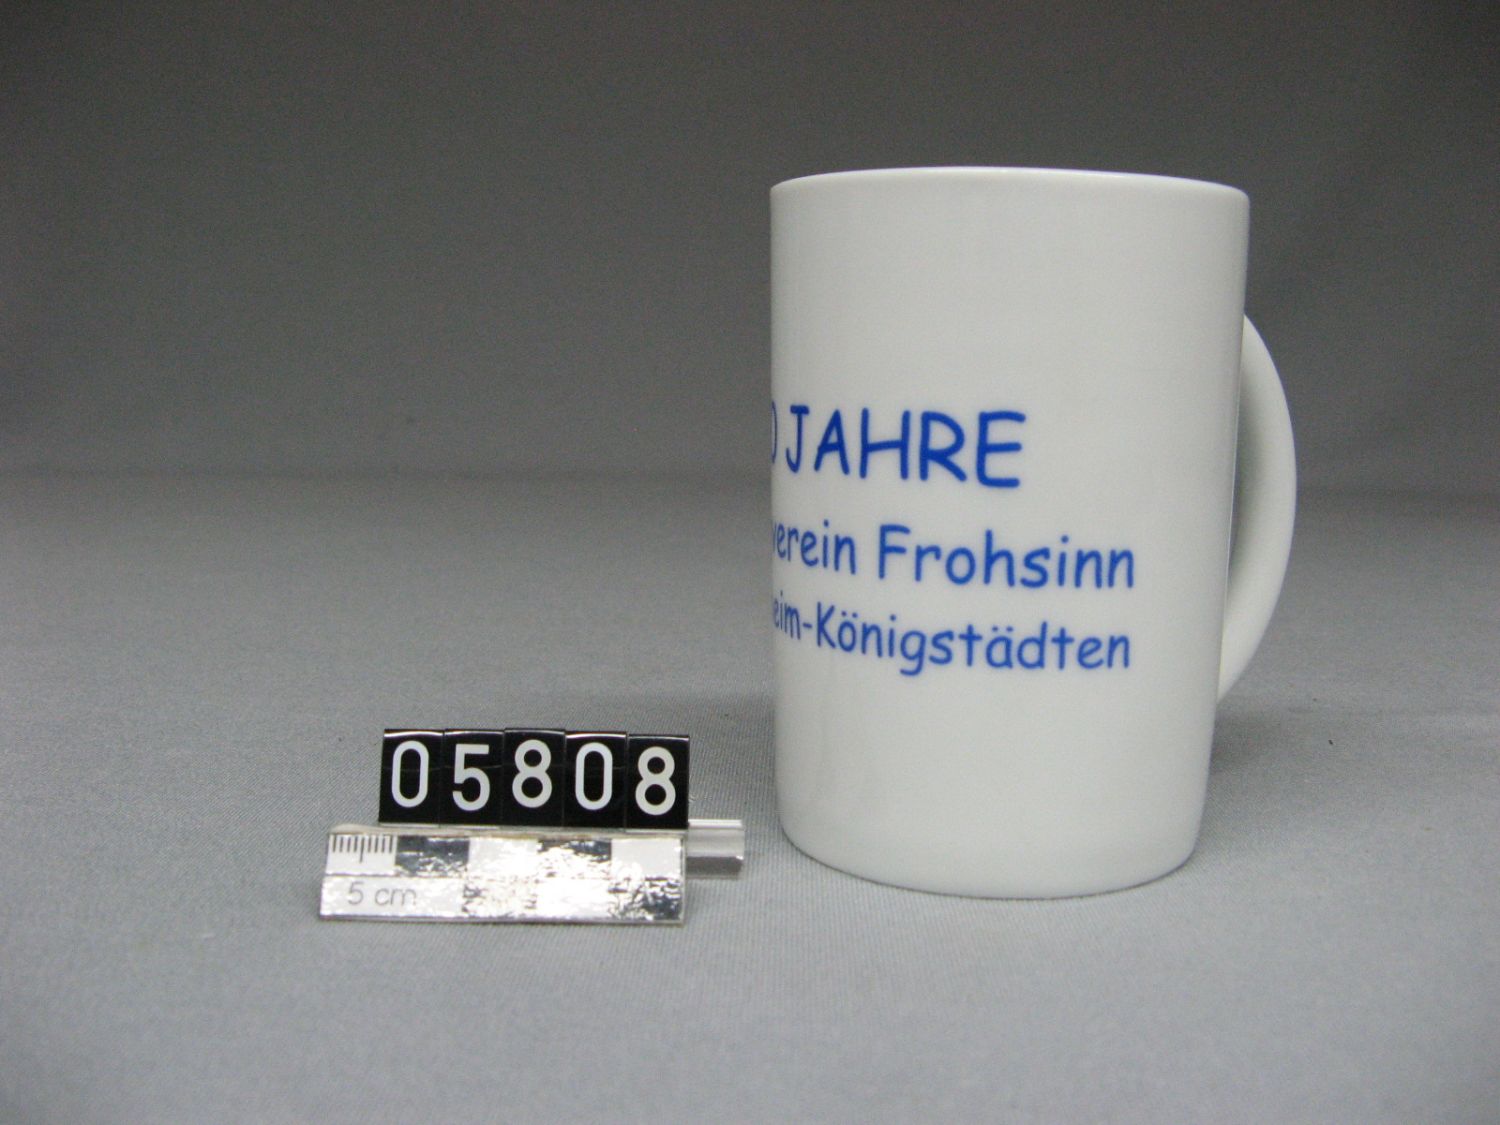 JAHRE
verein Frohsinn
eim-Königstädten
05808
5 cm